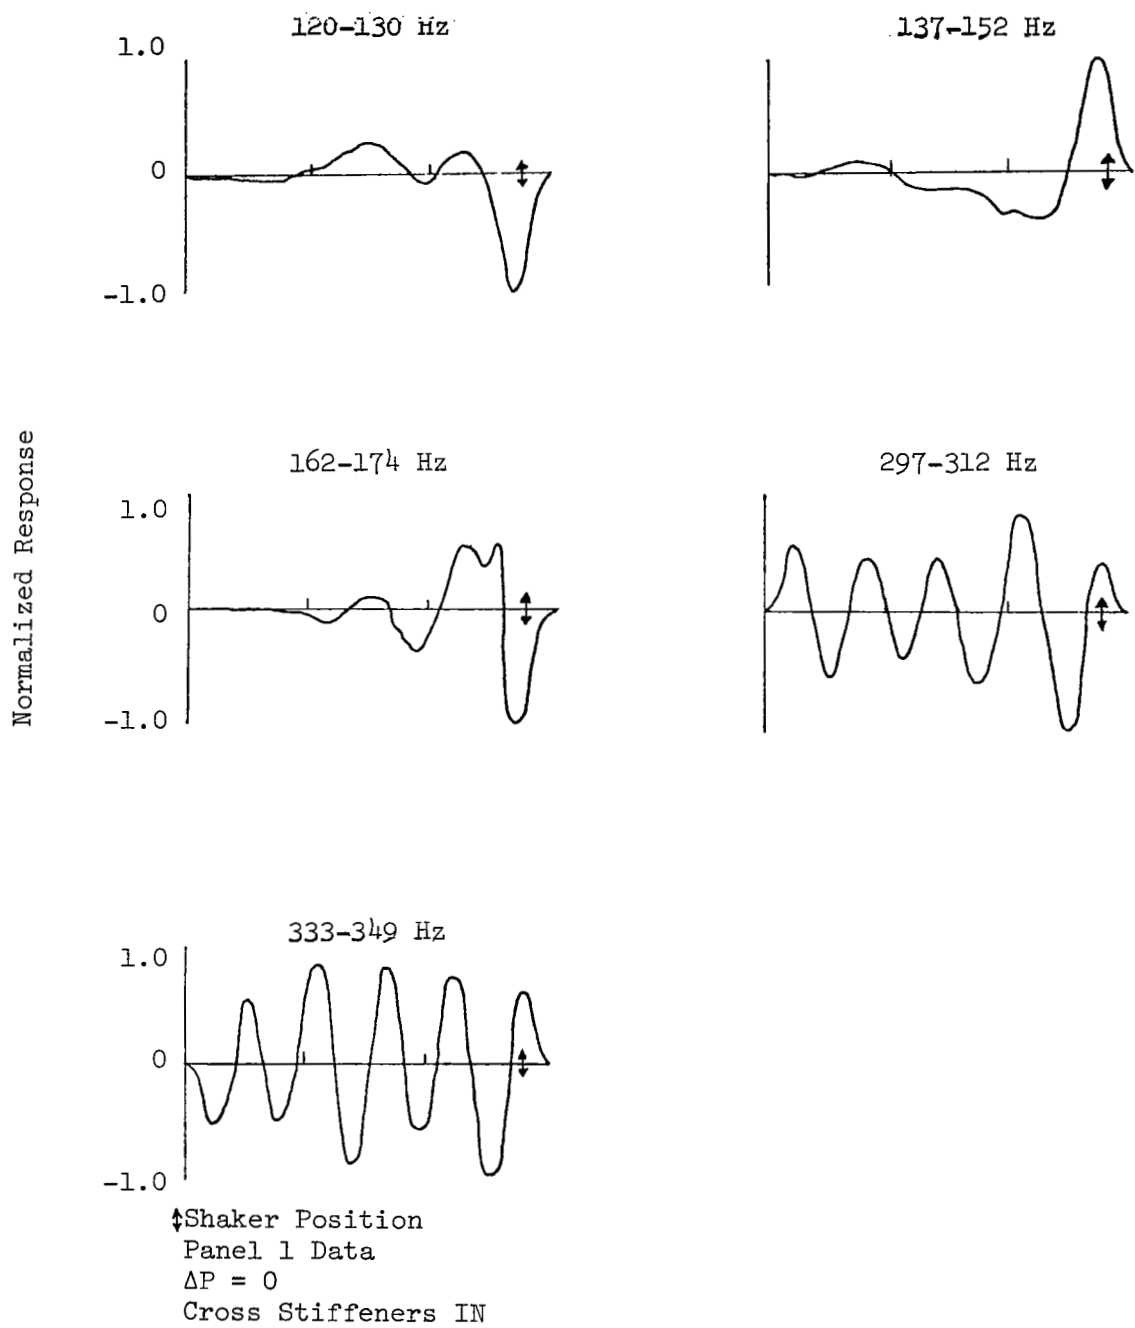 120-130 Hz
137-152 Hz
1.0
0
-1.0
Normalized Response
162-174 Hz
297-312 Hz
1.0
0
-1.0
333-349 Hz
1.0
0
-1.0
Shaker Position
Panel 1 Data
ΔP = 0
Cross Stiffeners IN